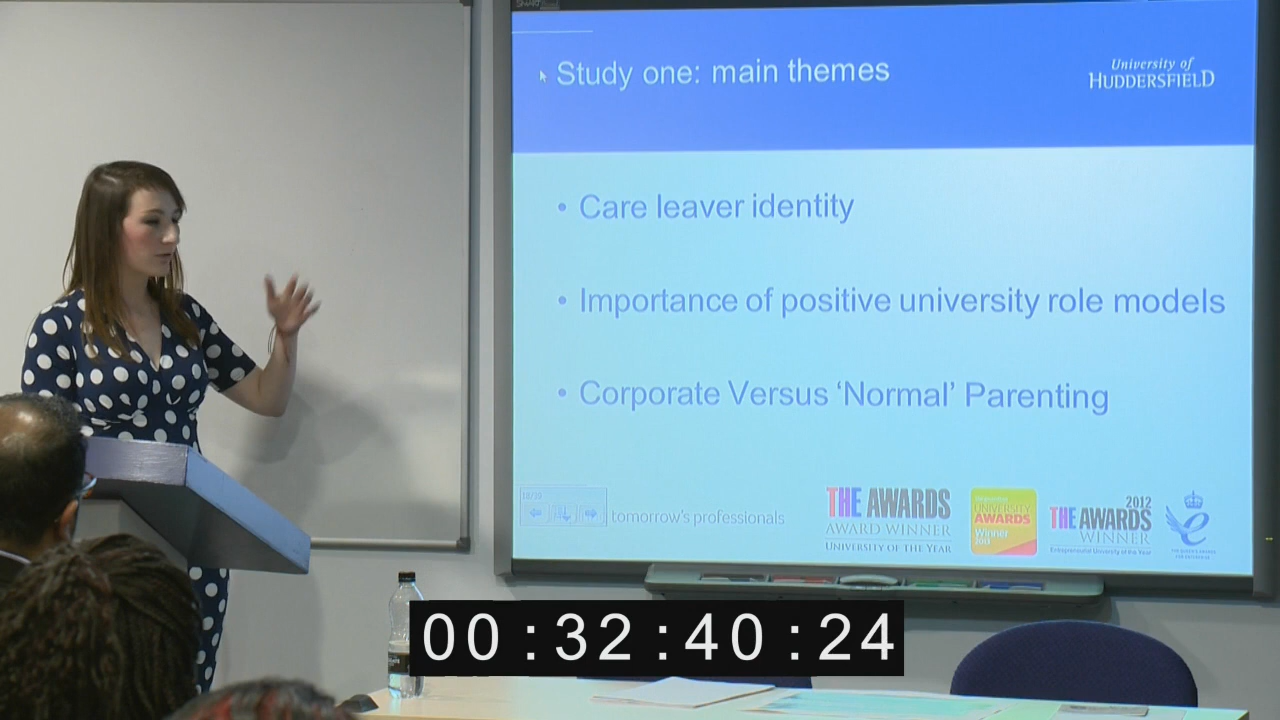 Study one: main themes
University of
HUDDERSFIELD
• Care leaver identity
• Importance of positive university role models
• Corporate Versus ‘Normal’ Parenting
18/30
tomorrow's professionals
THE AWARDS
AWARD WINNER
UNIVERSITY OF THE YEAR
UNIVERSITY
AWARDS
Winner
2012
THE AWARDS
WINNER
Entrepreneurial University of the Year
00:32:40:24